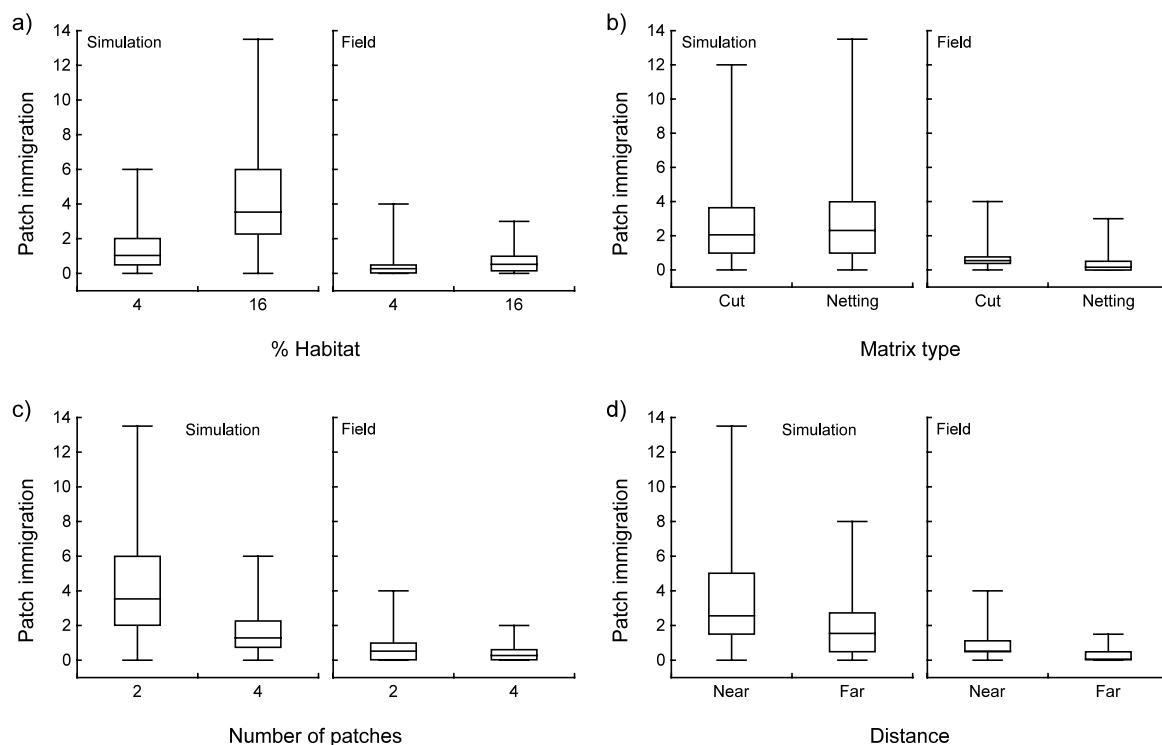 a)
Simulation
Field
Patch immigration
14
12
10
8
6
4
2
0
4
16
4
16
% Habitat
b)
Simulation
Field
Patch immigration
14
12
10
8
6
4
2
0
Cut
Netting
Cut
Netting
Matrix type
c)
Simulation
Field
Patch immigration
14
12
10
8
6
4
2
0
2
4
2
4
Number of patches
d)
Simulation
Field
Patch immigration
14
12
10
8
6
4
2
0
Near
Far
Near
Far
Distance